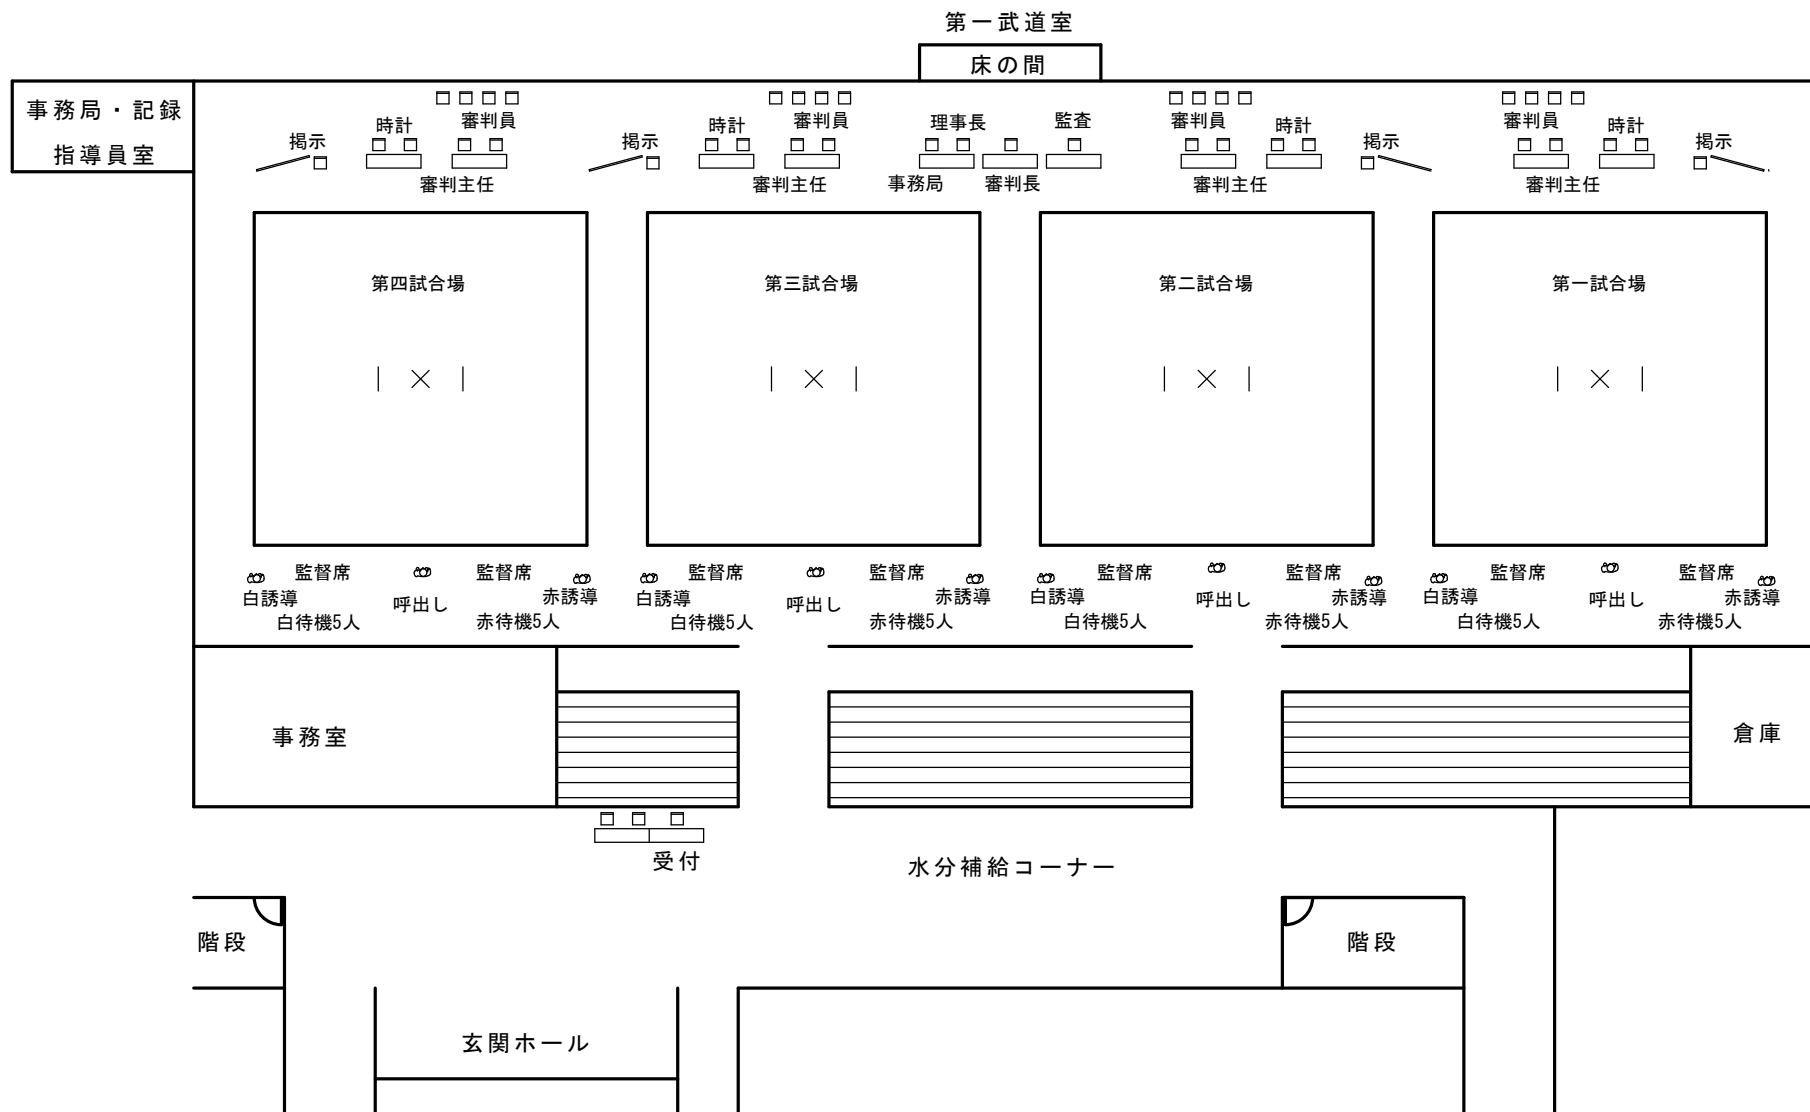 第一武道室
床の間
事務局・記録
指導員室
掲示
時計
審判員
審判主任
掲示
時計
審判員
審判主任
理事長
監査
事務局
審判長
審判員
時計
審判主任
掲示
審判員
時計
審判主任
掲示
第四試合場
第三試合場
第二試合場
第一試合場
監督席
監督席
白誘導
呼出し
赤誘導
白待機5人
赤待機5人
監督席
監督席
白誘導
呼出し
赤誘導
白待機5人
赤待機5人
監督席
監督席
白誘導
呼出し
赤誘導
白待機5人
赤待機5人
監督席
監督席
白誘導
呼出し
赤誘導
白待機5人
赤待機5人
事務室
倉庫
受付
水分補給コーナー
階段
階段
玄関ホール